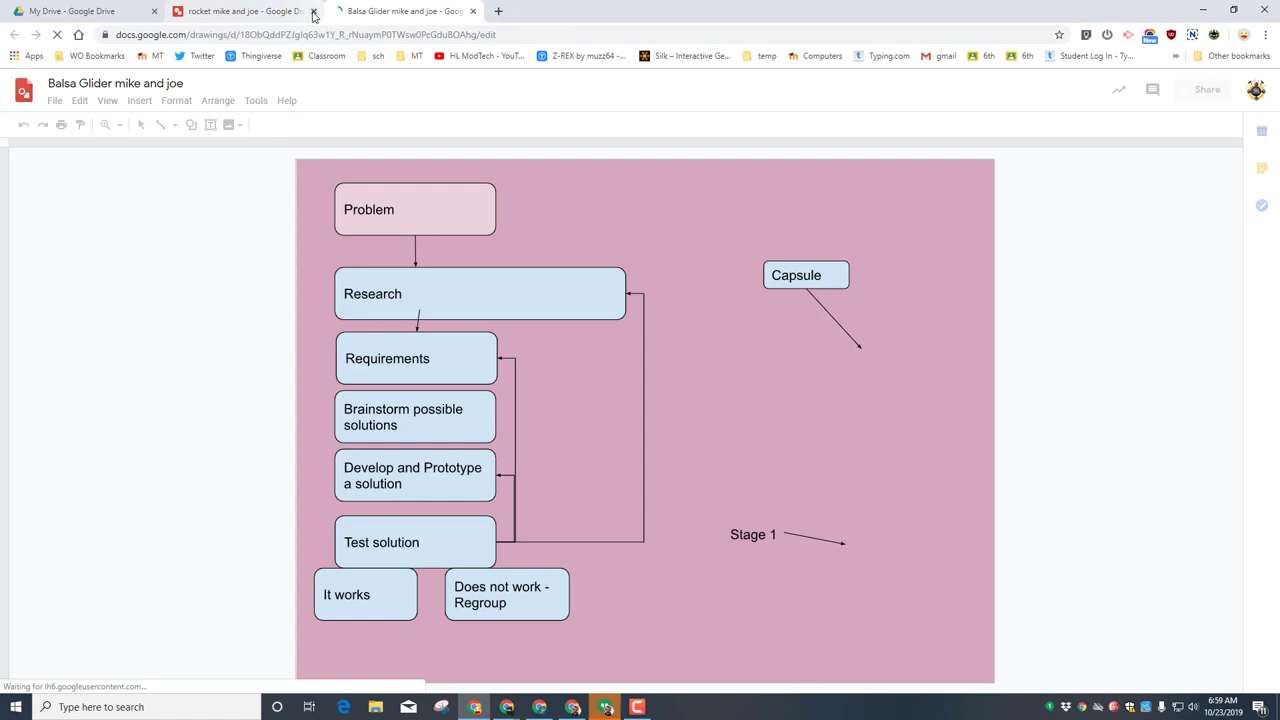 My Drive - Google Drive
rocket mike and joe - Google Dra
Balsa Glider mike and joe - Goog
docs.google.com/drawings/d/18ObQddPZJglq63w1Y_R_rNuaymP0TWsw0PcGduBOAhg/edit
Apps
WO Bookmarks
MT
Twitter
Thingiverse
Classroom
sch
MT
HL ModTech - YouT...
Z-REX by muzz64 -...
Silk – Interactive Ge...
temp
Computers
Typing.com
gmail
6th
6th
Student Log In - Ty...
»
Other bookmarks
Balsa Glider mike and joe
File Edit View Insert Format Arrange Tools Help
Share
Problem
Research
Requirements
Brainstorm possible
solutions
Develop and Prototype
a solution
Test solution
It works
Does not work -
Regroup
Capsule
Stage 1
Waiting for lh6.googleusercontent.com...
Type here to search
6:59 AM
10/23/2019